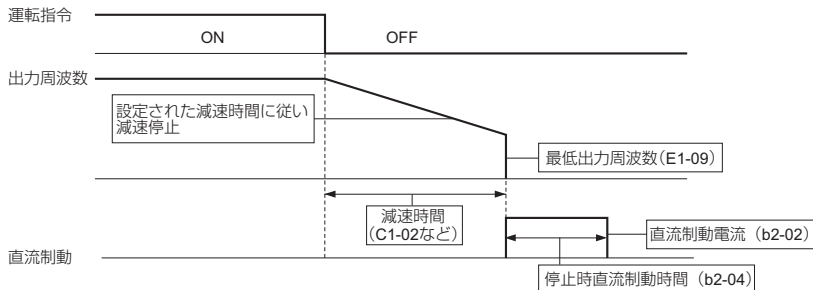 運転指令
ON
OFF
出力周波数
設定された減速時間に従い
減速停止
最低出力周波数(E1-09)
減速時間
(C1-02など)
直流制動電流 (b2-02)
直流制動
停止時直流制動時間 (b2-04)